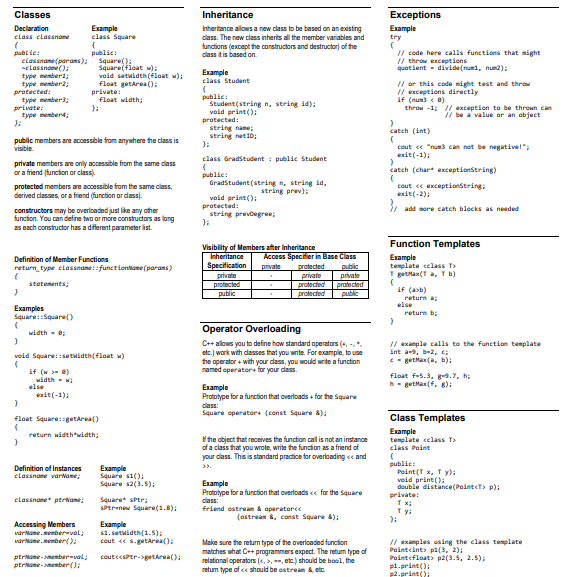 Classes
Declaration Example
class classname class Square
{ {
public: public:
classname(params); Square();
~classname(); Square(float w);
type member1; void setWidth(float w);
type member2; float getArea();
protected: private:
type member3; float width;
private: };
type member4;
};
public members are accessible from anywhere the class is
visible.
private members are only accessible from the same class
or a friend (function or class).
protected members are accessible from the same class,
derived classes, or a friend (function or class).
constructors may be overloaded just like any other
function. You can define two or more constructors as long
as each constructor has a different parameter list.
Definition of Member Functions
return_type classname::functionName(params)
{
statements;
}
Examples
Square::Square()
{
width = 0;
}
void Square::setWidth(float w)
{
if (w >= 0)
width = w;
else
exit(-1);
}
float Square::getArea()
{
return width*width;
}
Definition of Instances Example
classname varName; Square s1();
Square s2(3.5);
classname* ptrName; Square* sPtr;
sPtr=new Square(1.8);
Accessing Members Example
varName.member=val; s1.setWidth(1.5);
varName.member(); cout << s.getArea();
ptrName->member=val; cout<<sPtr->getArea();
ptrName->member();
Inheritance
Inheritance allows a new class to be based on an existing
class. The new class inherits all the member variables and
functions (except the constructors and destructor) of the
class it is based on.
Example
class Student
{
public:
Student(string n, string id);
void print();
protected:
string name;
string netID;
};
class GradStudent : public Student
{
public:
GradStudent(string n, string id,
string prev);
void print();
protected:
string prevDegree;
};
Visibility of Members after Inheritance
Inheritance Access Specifier in Base Class
Specification private protected public
private - private private
protected - protected protected
public - protected public
Operator Overloading
C++ allows you to define how standard operators (+, -, *,
etc.) work with classes that you write. For example, to use
the operator + with your class, you would write a function
named operator+ for your class.
Example
Prototype for a function that overloads + for the Square
class:
Square operator+ (const Square &);
If the object that receives the function call is not an instance
of a class that you wrote, write the function as a friend of
your class. This is standard practice for overloading << and
>>.
Example
Prototype for a function that overloads << for the Square
class:
friend ostream & operator<<
(ostream &, const Square &);
Make sure the return type of the overloaded function
matches what C++ programmers expect. The return type of
relational operators (<, >, ==, etc.) should be bool, the
return type of << should be ostream &, etc.
Exceptions
Example
try
{
// code here calls functions that might
// throw exceptions
quotient = divide(num1, num2);
// or this code might test and throw
// exceptions directly
if (num3 < 0)
throw -1; // exception to be thrown can
// be a value or an object
}
catch (int)
{
cout << "num3 can not be negative!";
exit(-1);
}
catch (char* exceptionString)
{
cout << exceptionString;
exit(-2);
}
// add more catch blocks as needed
Function Templates
Example
template <class T>
T getMax(T a, T b)
{
if (a>b)
return a;
else
return b;
}
// example calls to the function template
int a=9, b=2, c;
c = getMax(a, b);
float f=5.3, g=9.7, h;
h = getMax(f, g);
Class Templates
Example
template <class T>
class Point
{
public:
Point(T x, T y);
void print();
double distance(Point<T> p);
private:
T x;
T y;
};
// examples using the class template
Point<int> p1(3, 2);
Point<float> p2(3.5, 2.5);
p1.print();
p2.print();